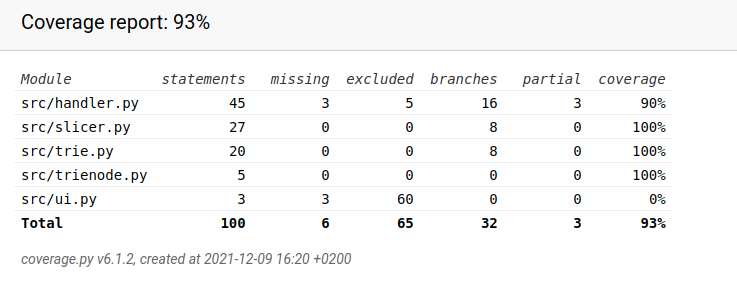 Coverage report: 93%
Module statements missing excluded branches partial coverage
src/handler.py 45 3 5 16 3 90%
src/slicer.py 27 0 0 8 0 100%
src/trie.py 20 0 0 8 0 100%
src/trienode.py 5 0 0 0 0 100%
src/ui.py 3 3 60 0 0 0%
Total 100 6 65 32 3 93%
coverage.py v6.1.2, created at 2021-12-09 16:20 +0200